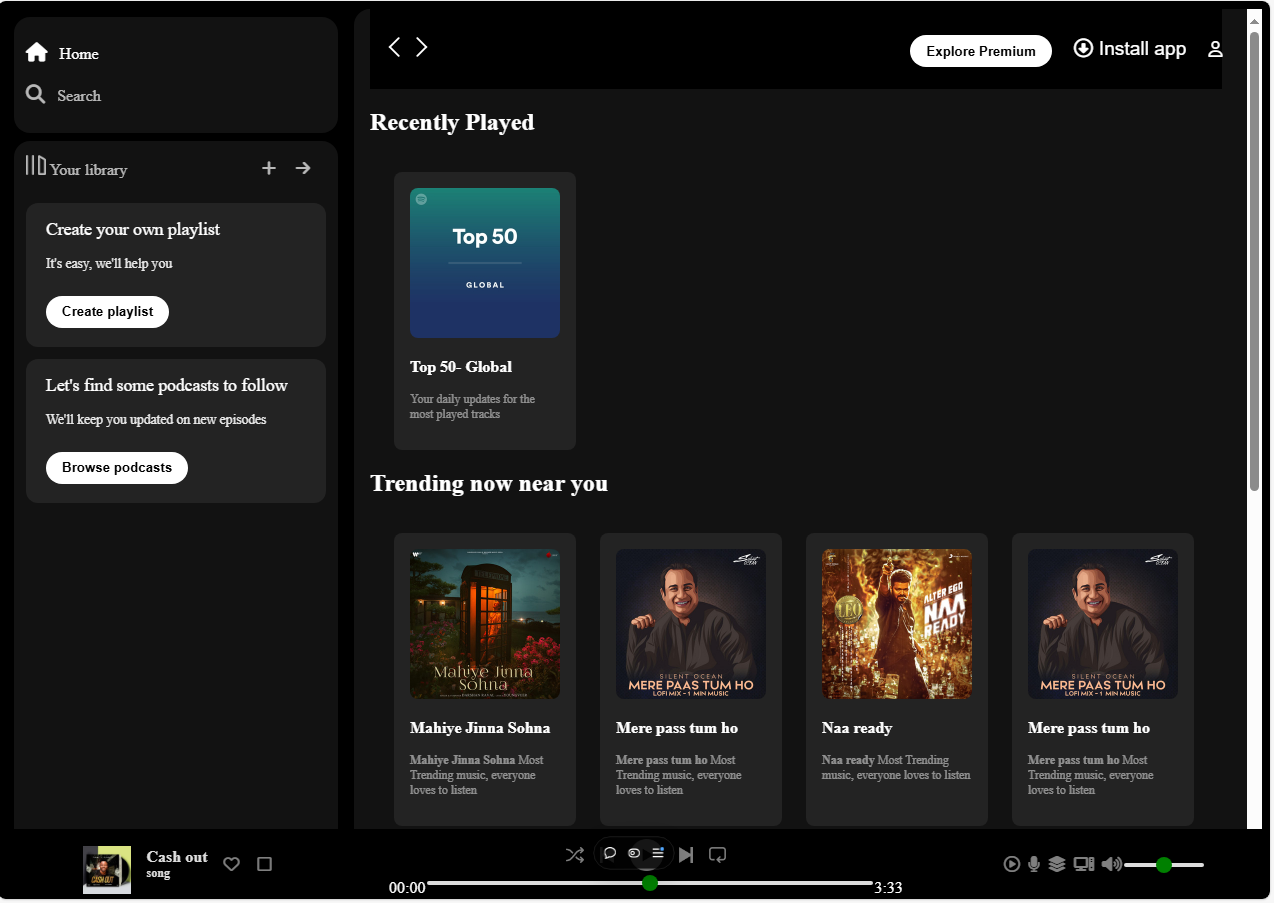 Home
Search
Your library
Create your own playlist
It's easy, we'll help you
Create playlist
Let's find some podcasts to follow
We'll keep you updated on new episodes
Browse podcasts
Explore Premium
Install app
Recently Played
Top 50
GLOBAL
Top 50- Global
Your daily updates for the
most played tracks
Trending now near you
Mahiye Jinna
Sohna
Mahiye Jinna Sohna
Mahiye Jinna Sohna Most
Trending music, everyone
loves to listen
SILENT OCEAN
MERE PAAS TUM HO
LOFI MIX - 1 MIN MUSIC
Mere pass tum ho
Mere pass tum ho Most
Trending music, everyone
loves to listen
LEO
ALTER EGO
NAA
READY
Naa ready
Naa ready Most Trending
music, everyone loves to listen
SILENT OCEAN
MERE PAAS TUM HO
LOFI MIX - 1 MIN MUSIC
Mere pass tum ho
Mere pass tum ho Most
Trending music, everyone
loves to listen
CASH OUT
Cash out
song
00:00
3:33